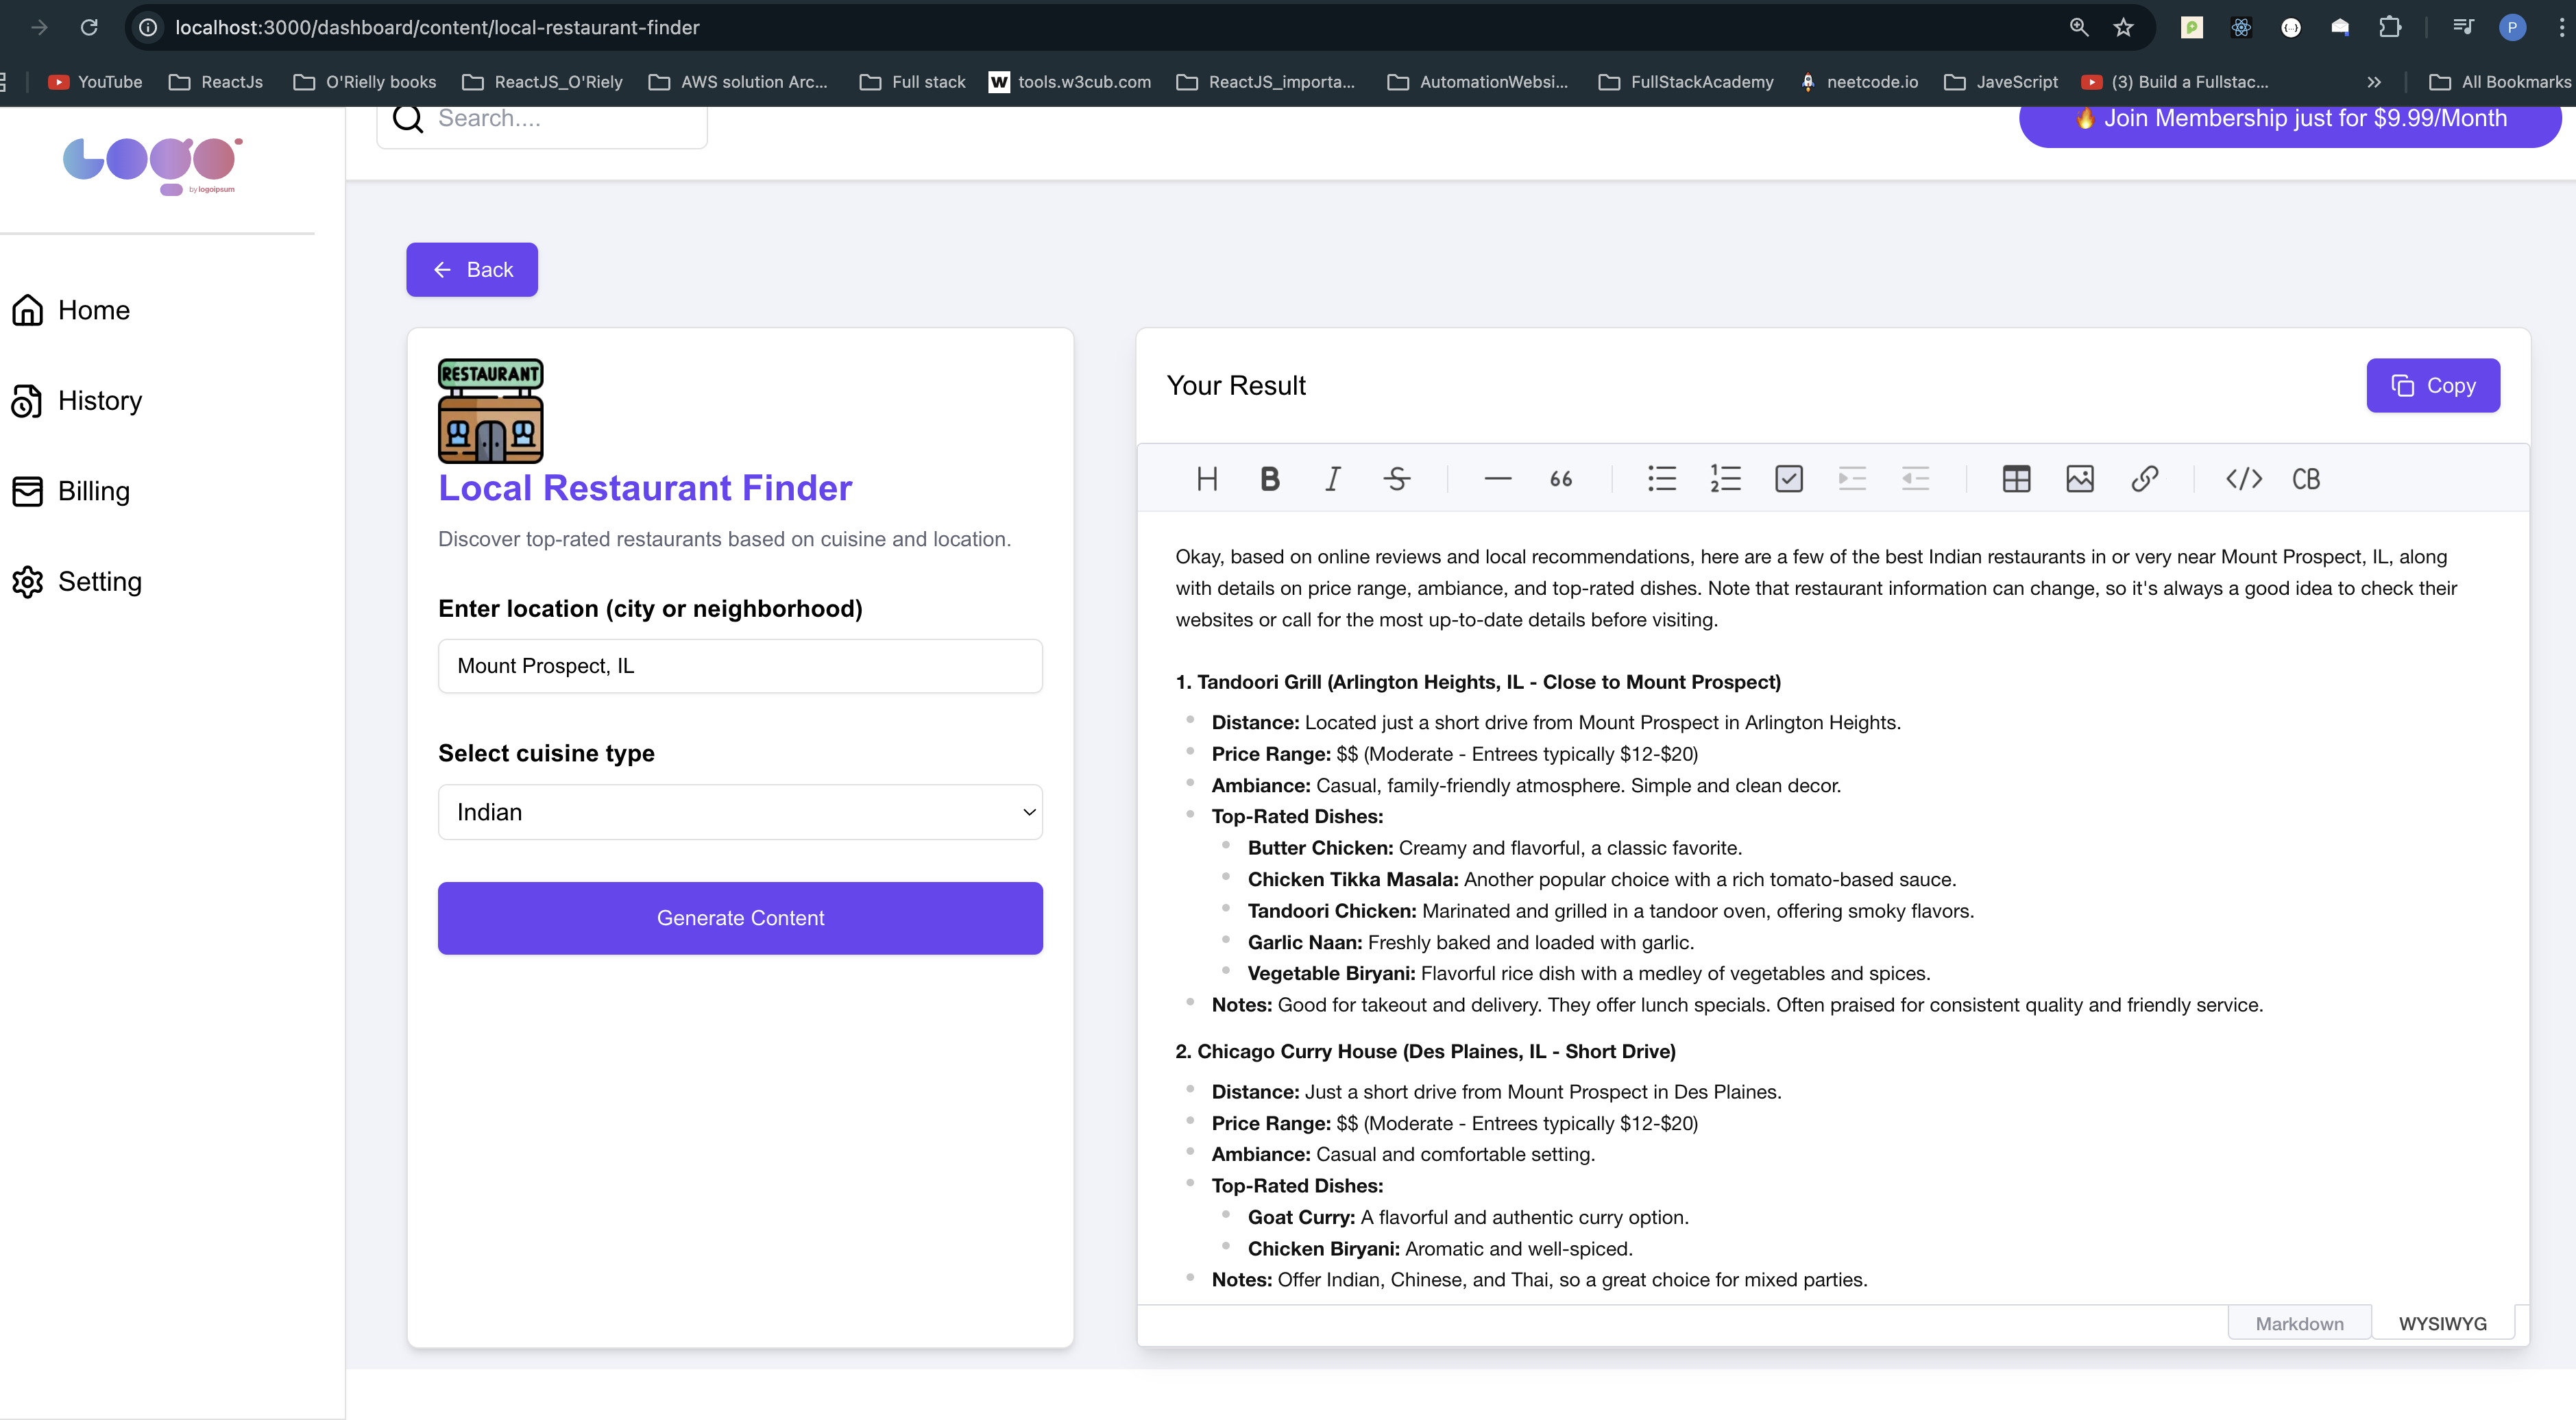 localhost:3000/dashboard/content/local-restaurant-finder
P
YouTube
ReactJs
O'Rielly books
ReactJS_O'Riely
AWS solution Arc...
Full stack
W tools.w3cub.com
ReactJS_importa...
AutomationWebsi...
FullStackAcademy
neetcode.io
JaveScript
(3) Build a Fullstac...
All Bookmarks
LOGO
by logoipsum
Search....
🔥 Join Membership just for $9.99/Month
Home
History
Billing
Setting
Back
RESTAURANT
Local Restaurant Finder
Discover top-rated restaurants based on cuisine and location.
Enter location (city or neighborhood)
Mount Prospect, IL
Select cuisine type
Indian
Generate Content
Your Result
Copy
CB
Okay, based on online reviews and local recommendations, here are a few of the best Indian restaurants in or very near Mount Prospect, IL, along
with details on price range, ambiance, and top-rated dishes. Note that restaurant information can change, so it's always a good idea to check their
websites or call for the most up-to-date details before visiting.
1. Tandoori Grill (Arlington Heights, IL - Close to Mount Prospect)
Distance: Located just a short drive from Mount Prospect in Arlington Heights.
Price Range: $$ (Moderate - Entrees typically $12-$20)
Ambiance: Casual, family-friendly atmosphere. Simple and clean decor.
Top-Rated Dishes:
Butter Chicken: Creamy and flavorful, a classic favorite.
Chicken Tikka Masala: Another popular choice with a rich tomato-based sauce.
Tandoori Chicken: Marinated and grilled in a tandoor oven, offering smoky flavors.
Garlic Naan: Freshly baked and loaded with garlic.
Vegetable Biryani: Flavorful rice dish with a medley of vegetables and spices.
Notes: Good for takeout and delivery. They offer lunch specials. Often praised for consistent quality and friendly service.
2. Chicago Curry House (Des Plaines, IL - Short Drive)
Distance: Just a short drive from Mount Prospect in Des Plaines.
Price Range: $$ (Moderate - Entrees typically $12-$20)
Ambiance: Casual and comfortable setting.
Top-Rated Dishes:
Goat Curry: A flavorful and authentic curry option.
Chicken Biryani: Aromatic and well-spiced.
Notes: Offer Indian, Chinese, and Thai, so a great choice for mixed parties.
Markdown
WYSIWYG